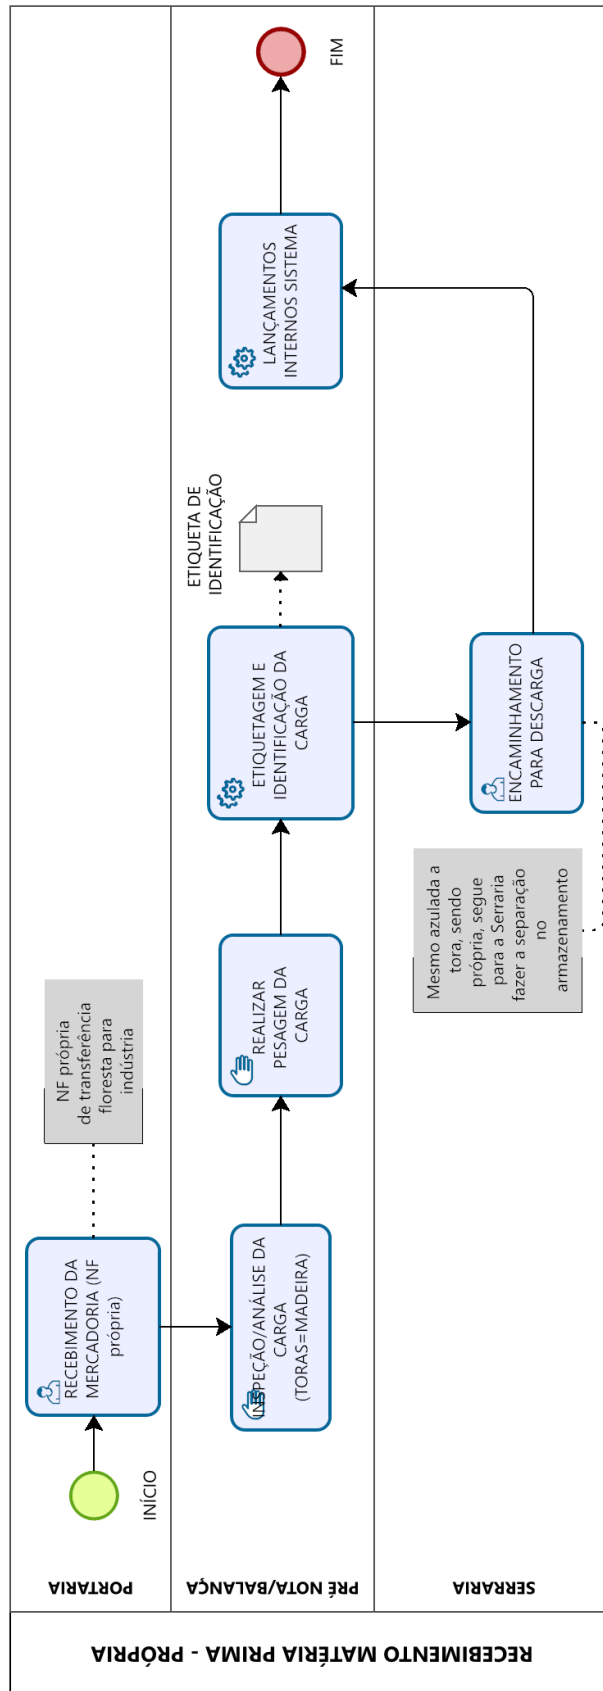 RECEBIMENTO MATÉRIA PRIMA - PRÓPRIA
PORTARIA
INÍCIO
RECEBIMENTO DA
MERCADORIA (NF
própria)
NF própria
de transferência
floresta para
indústria
PRÉ NOTA/BALANÇA
INSPEÇÃO/ANÁLISE DA
CARGA
(TORAS=MADEIRA)
REALIZAR
PESAGEM DA
CARGA
ETIQUETAGEM E
IDENTIFICAÇÃO DA
CARGA
ETIQUETA DE
IDENTIFICAÇÃO
LANÇAMENTOS
INTERNOS SISTEMA
FIM
SERRARIA
Mesmo azulada a
tora, sendo
própria, segue
para a Serraria
fazer a separação
no
armazenamento
ENCAMINHAMENTO
PARA DESCARGA